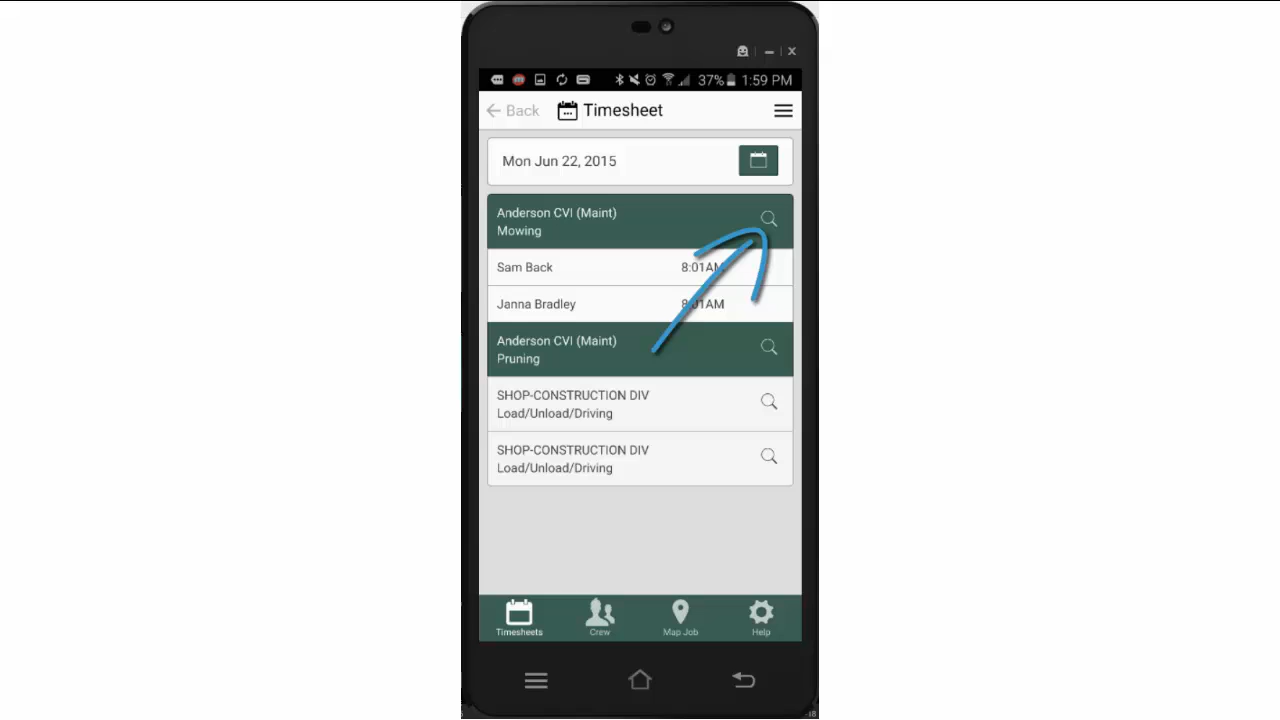 37% 1:59 PM
Back Timesheet
Mon Jun 22, 2015
Anderson CVI (Maint)
Mowing
Sam Back 8:01AM
Janna Bradley 8:01AM
Anderson CVI (Maint)
Pruning
SHOP-CONSTRUCTION DIV
Load/Unload/Driving
SHOP-CONSTRUCTION DIV
Load/Unload/Driving
Timesheets Crew Map Job Help